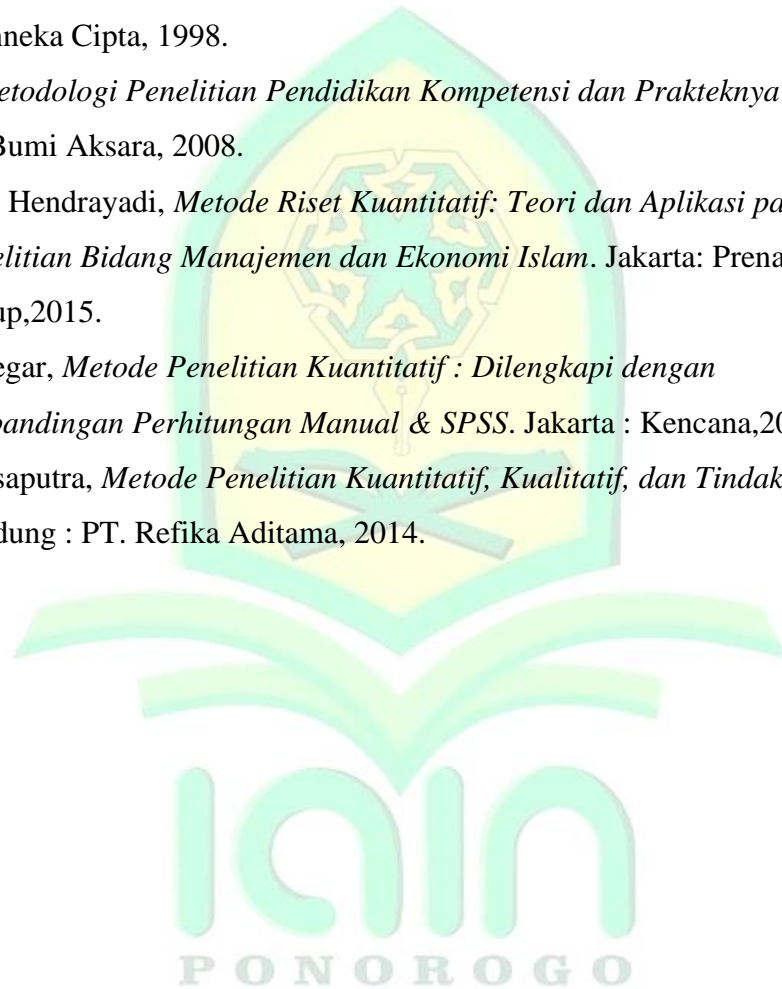 nneka Cipta, 1998.
etodologi Penelitian Pendidikan Kompetensi dan Prakteknya
Bumi Aksara, 2008.
Hendrayadi, Metode Riset Kuantitatif: Teori dan Aplikasi pa
elitian Bidang Manajemen dan Ekonomi Islam. Jakarta: Prena
up,2015.
egar, Metode Penelitian Kuantitatif : Dilengkapi dengan
bandingan Perhitungan Manual & SPSS. Jakarta : Kencana,20
saputra, Metode Penelitian Kuantitatif, Kualitatif, dan Tindak
dung : PT. Refika Aditama, 2014.
iain
PONOROGO